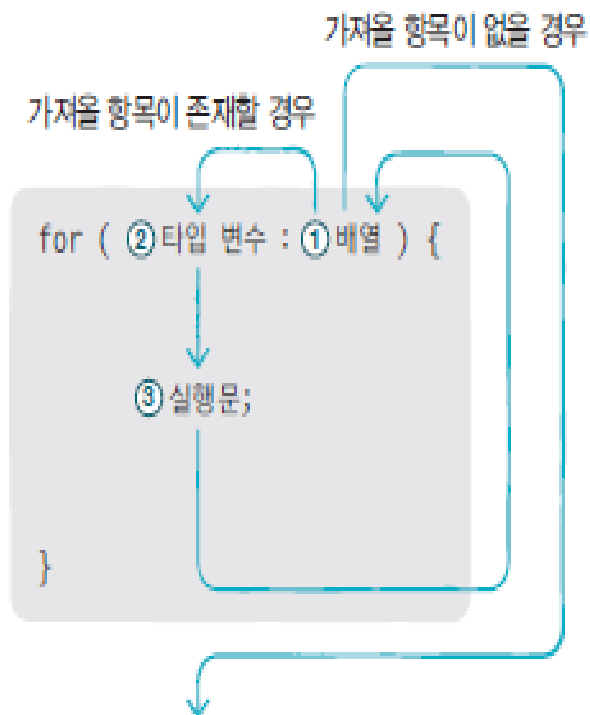 가져올 항목이 없을 경우
가져올 항목이 존재할 경우
for ( ② 타입 변수 : ① 배열 ) {
③ 실행문;
}